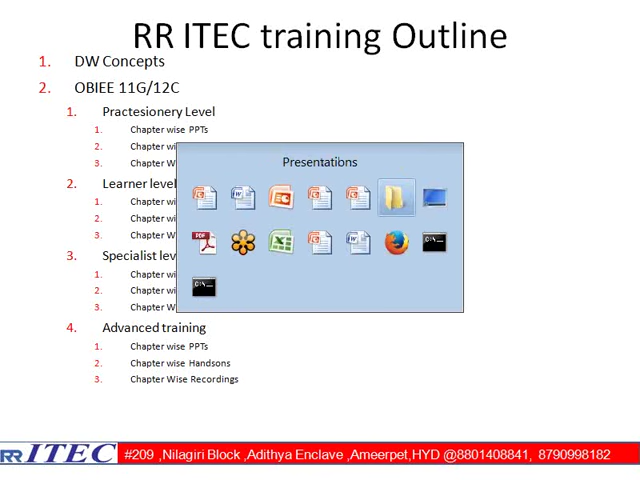 RR ITEC training Outline
1. DW Concepts
2. OBIEE 11G/12C
1. Practesionery Level
1. Chapter wise PPTs
2. Chapter wi
3. Chapter W
Presentations
2. Learner level
1. Chapter wi
2. Chapter wi
3. Chapter W
3. Specialist lev
1. Chapter wi
2. Chapter wi
3. Chapter W
4. Advanced training
1. Chapter wise PPTs
2. Chapter wise Handsons
3. Chapter Wise Recordings
RR ITEC #209 ,Nilagiri Block ,Adithya Enclave ,Ameerpet,HYD @8801408841, 8790998182